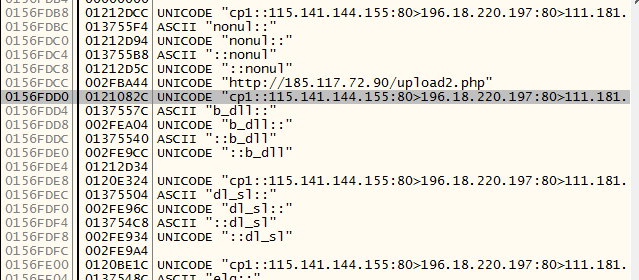 0156FDB8 01212DCC UNICODE "cp1::115.141.144.155:80>196.18.220.197:80>111.181.
0156FDBC 013755F4 ASCII "nonul::"
0156FDC0 01212D94 UNICODE "nonul::"
0156FDC4 013755B8 ASCII "::nonul"
0156FDC8 01212D5C UNICODE "::nonul"
0156FDCC 002FBA44 UNICODE "http://185.117.72.90/upload2.php"
0156FDD0 0121082C UNICODE "cp1::115.141.144.155:80>196.18.220.197:80>111.181.
0156FDD4 0137557C ASCII "b_dll::"
0156FDD8 002FEA04 UNICODE "b_dll::"
0156FDDC 01375540 ASCII "::b_dll"
0156FDE0 002FE9CC UNICODE "::b_dll"
0156FDE4 01212D34
0156FDE8 0120E324 UNICODE "cp1::115.141.144.155:80>196.18.220.197:80>111.181.
0156FDEC 01375504 ASCII "dl_sl::"
0156FDF0 002FE96C UNICODE "dl_sl::"
0156FDF4 013754C8 ASCII "::dl_sl"
0156FDF8 002FE934 UNICODE "::dl_sl"
0156FDFC 002FE9A4
0156FE00 0120BE1C UNICODE "cp1::115.141.144.155:80>196.18.220.197:80>111.181.